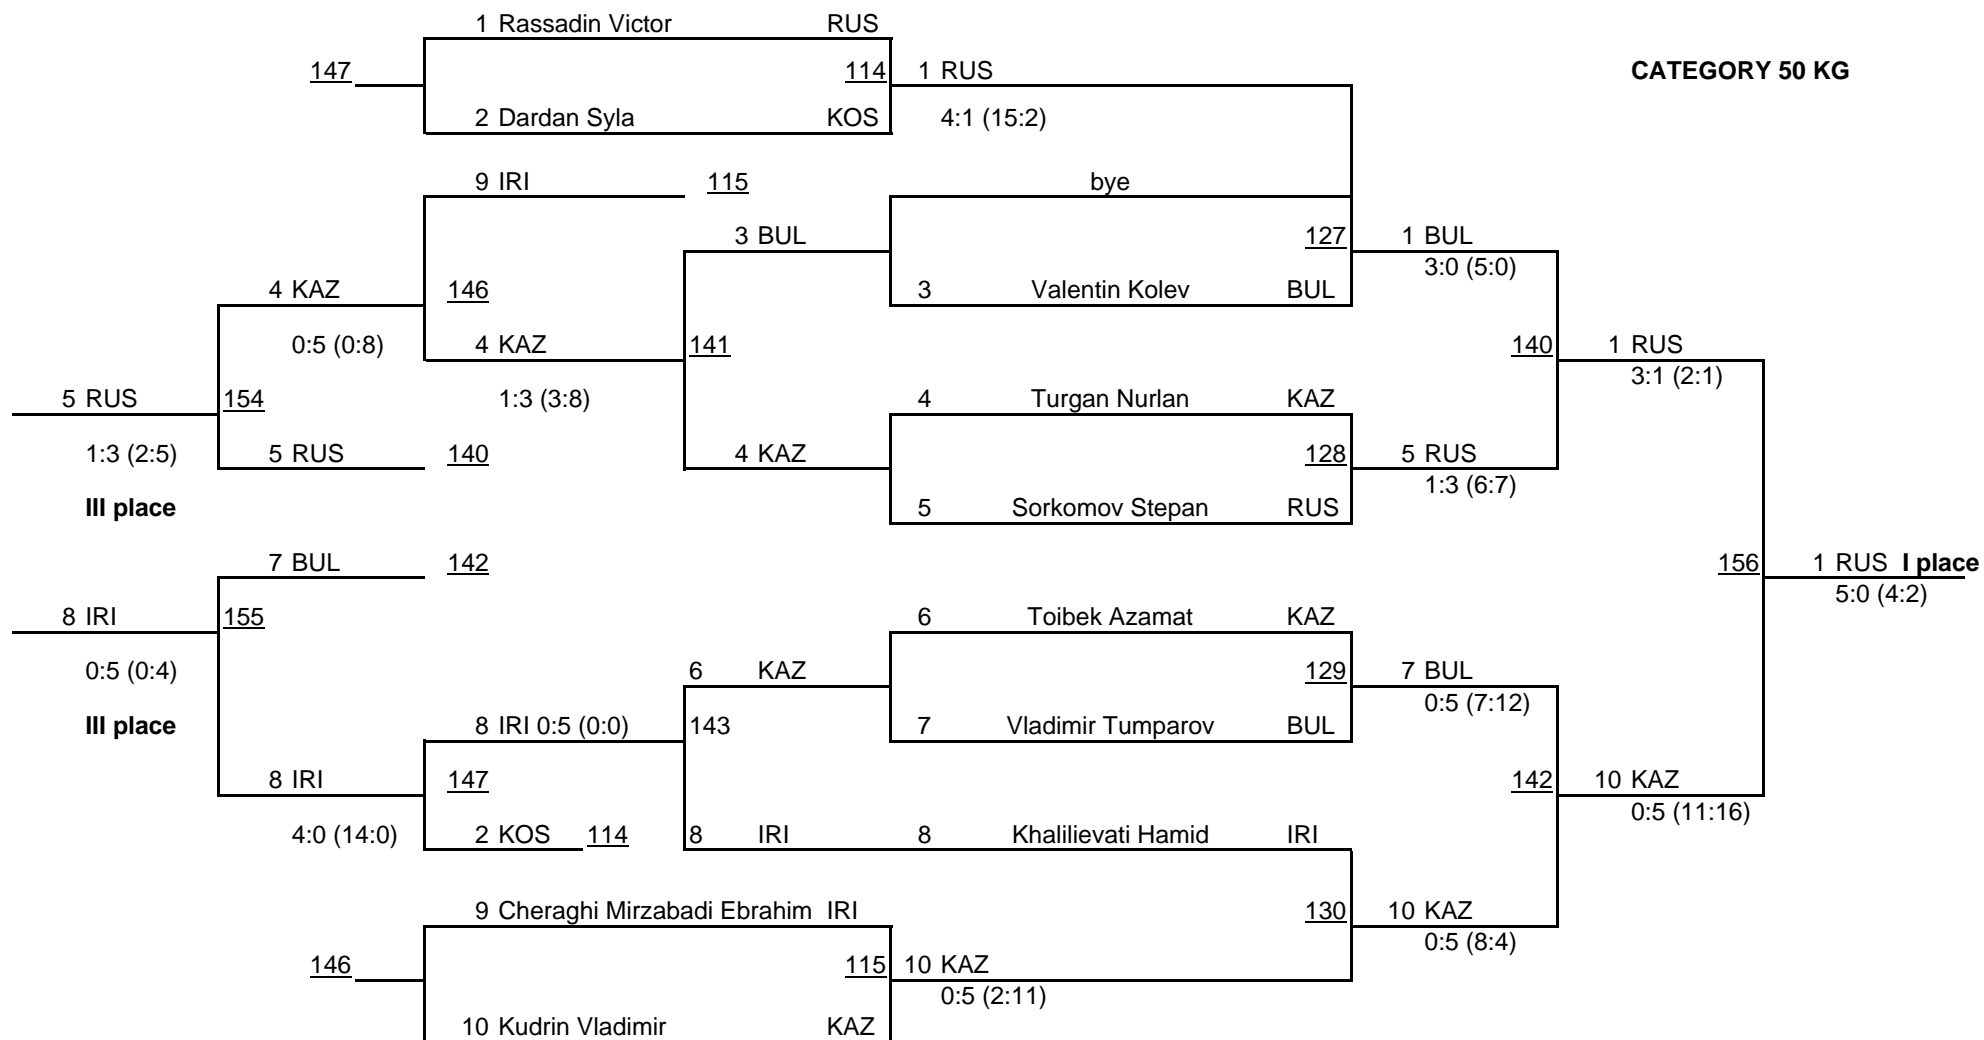 1 Rassadin Victor RUS
147 114 1 RUS CATEGORY 50 KG
2 Dardan Syla KOS 4:1 (15:2)
9 IRI 115 bye
3 BUL 127 1 BUL
3:0 (5:0)
4 KAZ 146 3 Valentin Kolev BUL
0:5 (0:8) 4 KAZ 141 140 1 RUS
3:1 (2:1)
5 RUS 154 1:3 (3:8) 4 Turgan Nurlan KAZ
1:3 (2:5) 5 RUS 140 4 KAZ 128 5 RUS
1:3 (6:7)
III place 5 Sorkomov Stepan RUS
7 BUL 142 156 1 RUS I place
5:0 (4:2)
8 IRI 155 6 Toibek Azamat KAZ
0:5 (0:4) 6 KAZ 129 7 BUL
0:5 (7:12)
III place 8 IRI 0:5 (0:0) 143 7 Vladimir Tumparov BUL
8 IRI 147 142 10 KAZ
0:5 (11:16)
4:0 (14:0) 2 KOS 114 8 IRI 8 Khalilievati Hamid IRI
9 Cheraghi Mirzabadi Ebrahim IRI 130 10 KAZ
0:5 (8:4)
146 115 10 KAZ
0:5 (2:11)
10 Kudrin Vladimir KAZ